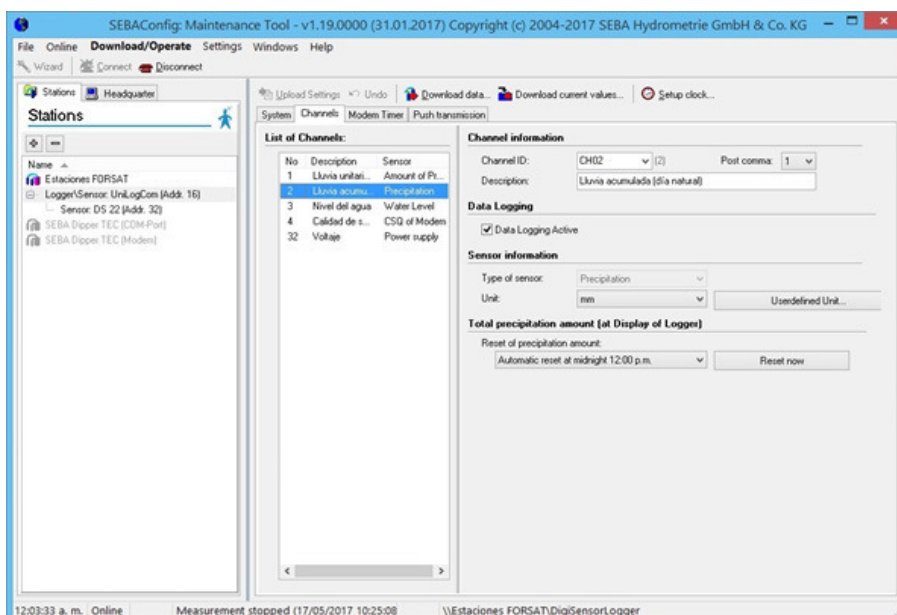 SEBAConfig: Maintenance Tool - v1.19.0000 (31.01.2017) Copyright (c) 2004-2017 SEBA Hydrometrie GmbH & Co. KG
File Online Download/Operate Settings Windows Help
Wizard Connect Disconnect
Stations Headquarter
Stations
Name
Estaciones FORSAT
Logger\Sensor: UniLogCom (Addr. 16)
Sensor: DS 22 (Addr. 32)
SEBA Dipper TEC (COM-Port)
SEBA Dipper TEC (Modem)
Upload Settings Undo Download data... Download current values... Setup clock...
System Channels Modem Timer Push transmission
List of Channels:
No Description Sensor
1 Lluvia unitari... Amount of Pr...
2 Lluvia acumu... Precipitation
3 Nivel del agua Water Level
4 Calidad de s... CSQ of Modem
32 Voltaje Power supply
Channel information
Channel ID: CH02 (2) Post comma: 1
Description: Lluvia acumulada (día natural)
Data Logging
Data Logging Active
Sensor information
Type of sensor: Precipitation
Unit: mm Userdefined Unit...
Total precipitation amount (at Display of Logger)
Reset of precipitation amount:
Automatic reset at midnight 12:00 p.m. Reset now
12:03:33 a. m. Online Measurement stopped (17/05/2017 10:25:08 \\Estaciones FORSAT\DigiSensorLogger